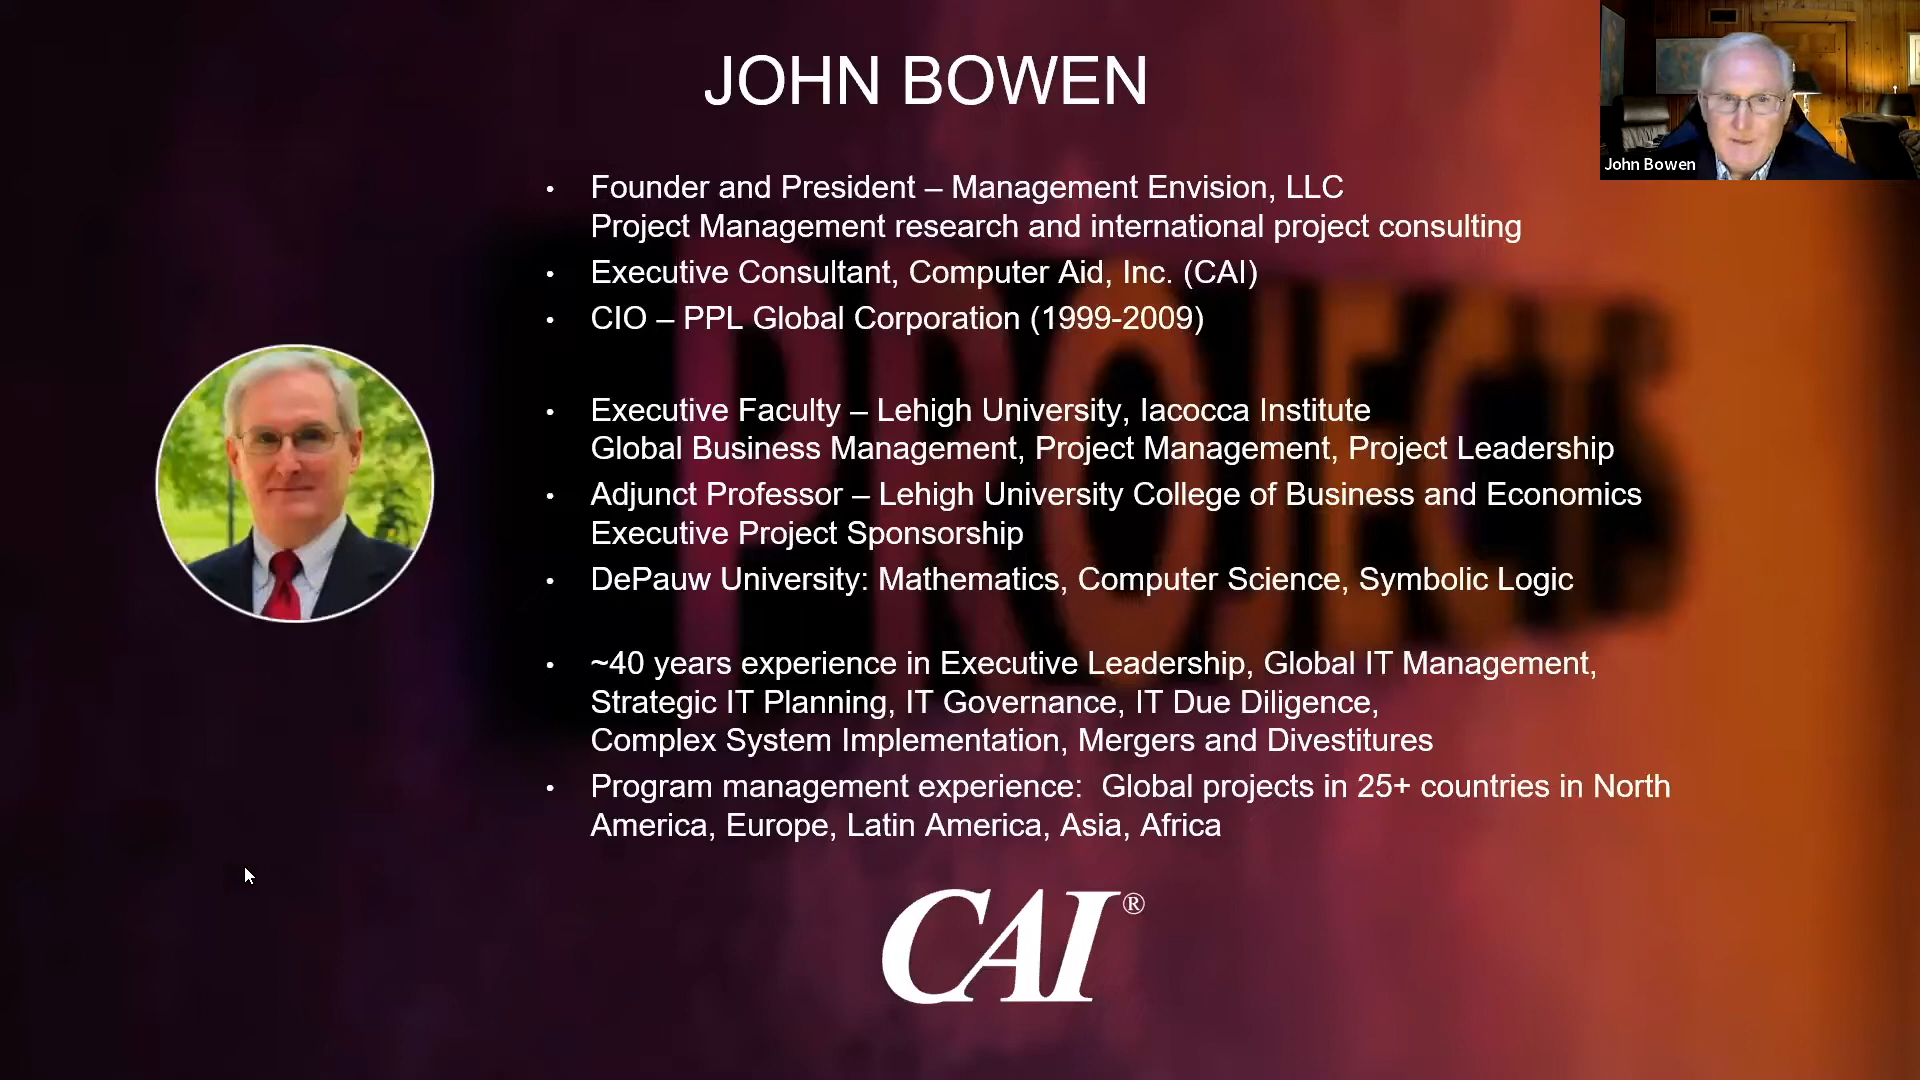 JOHN BOWEN
John Bowen
• Founder and President – Management Envision, LLC
Project Management research and international project consulting
• Executive Consultant, Computer Aid, Inc. (CAI)
• CIO – PPL Global Corporation (1999-2009)
• Executive Faculty – Lehigh University, Iacocca Institute
Global Business Management, Project Management, Project Leadership
• Adjunct Professor – Lehigh University College of Business and Economics
Executive Project Sponsorship
• DePauw University: Mathematics, Computer Science, Symbolic Logic
• ~40 years experience in Executive Leadership, Global IT Management,
Strategic IT Planning, IT Governance, IT Due Diligence,
Complex System Implementation, Mergers and Divestitures
• Program management experience:  Global projects in 25+ countries in North
America, Europe, Latin America, Asia, Africa
PROJECTS
CAI®